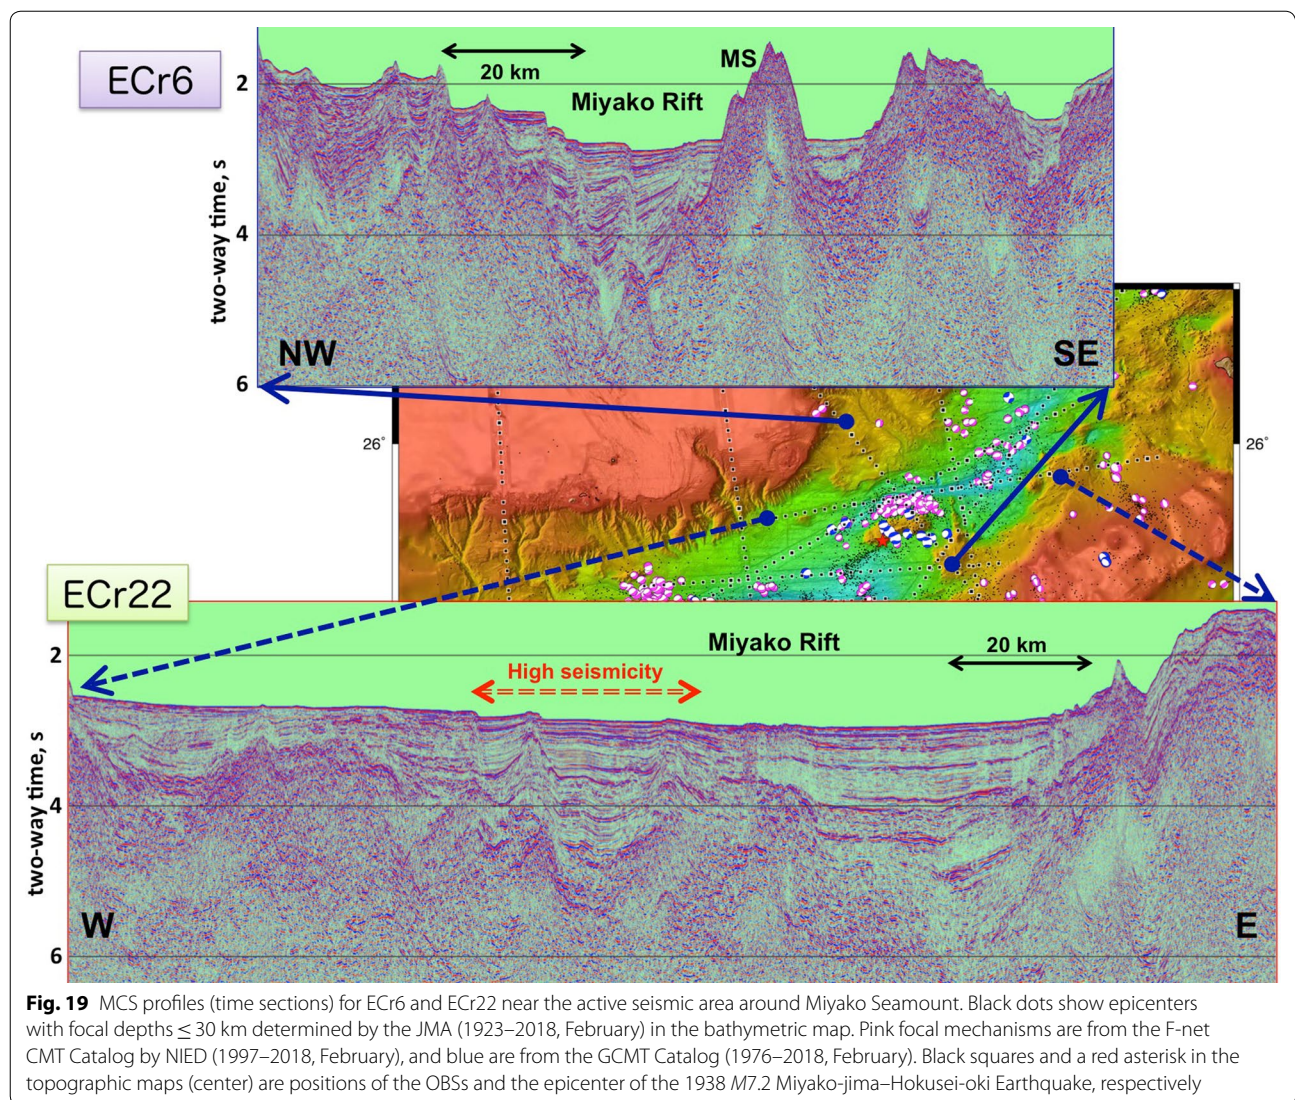 ECr6
2
20 km
MS
Miyako Rift
two-way time, s
4
NW
SE
6
26°
26°
ECr22
Miyako Rift
20 km
2
High seismicity
two-way time, s
4
W
E
6
Fig. 19 MCS profiles (time sections) for ECr6 and ECr22 near the active seismic area around Miyako Seamount. Black dots show epicenters
with focal depths ≤ 30 km determined by the JMA (1923–2018, February) in the bathymetric map. Pink focal mechanisms are from the F-net
CMT Catalog by NIED (1997–2018, February), and blue are from the GCMT Catalog (1976–2018, February). Black squares and a red asterisk in the
topographic maps (center) are positions of the OBSs and the epicenter of the 1938 M7.2 Miyako-jima–Hokusei-oki Earthquake, respectively